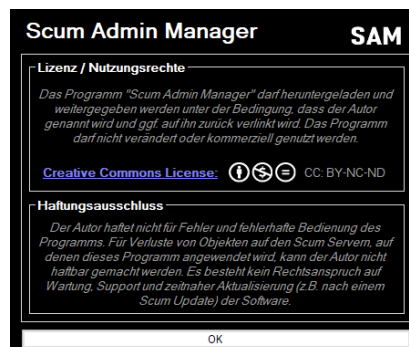 Scum Admin Manager SAM
Lizenz / Nutzungsrechte
Das Programm "Scum Admin Manager" darf heruntergeladen und
weitergegeben werden unter der Bedingung, dass der Autor
genannt wird und ggf. auf ihn zurück verlinkt wird. Das Programm
darf nicht verändert oder kommerziell genutzt werden.
Creative Commons License: CC: BY-NC-ND
Haftungsausschluss
Der Autor haftet nicht für Fehler und fehlerhafte Bedienung des
Programms. Für Verluste von Objekten auf den Scum Servern, auf
denen dieses Programm angewendet wird, kann der Autor nicht
haftbar gemacht werden. Es besteht kein Rechtsanspruch auf
Wartung, Support und zeitnaher Aktualisierung (z.B. nach einem
Scum Update) der Software.
OK